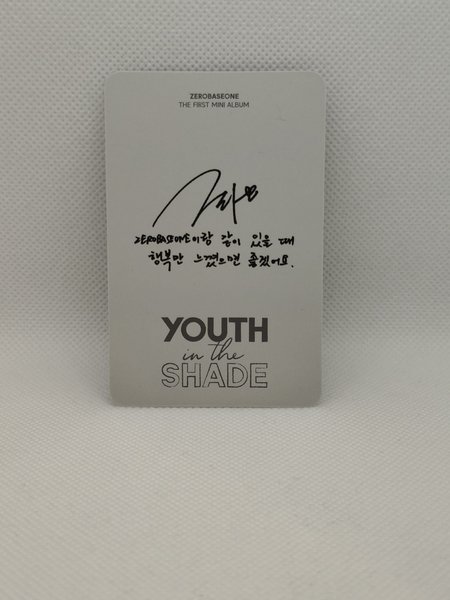 ZEROBASEONE
THE FIRST MINI ALBUM
ZEROBASEONE이랑 같이 있을 때
행복만 느꼈으면 좋겠어요.
YOUTH
in the
SHADE